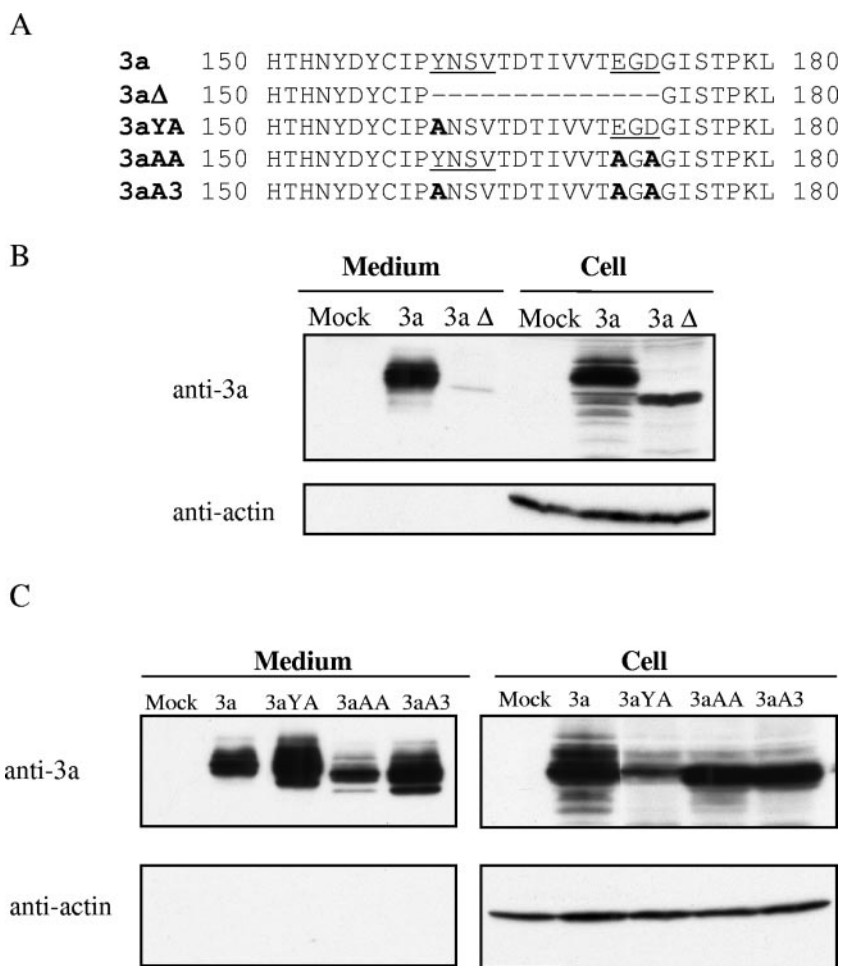 A
3a 150 HTHNYDYCIPYNSVTDTIVVTEGDGISTPKL 180
3aΔ 150 HTHNYDYCIP--------------GISTPKL 180
3aYA 150 HTHNYDYCIPANSVTDTIVVTEGDGISTPKL 180
3aAA 150 HTHNYDYCIPYNSVTDTIVVTAGAGISTPKL 180
3aA3 150 HTHNYDYCIPANSVTDTIVVTAGAGISTPKL 180
B
Medium Cell
Mock 3a 3a Δ Mock 3a 3a Δ
anti-3a
anti-actin
C
Medium Cell
Mock 3a 3aYA 3aAA 3aA3 Mock 3a 3aYA 3aAA 3aA3
anti-3a
anti-actin